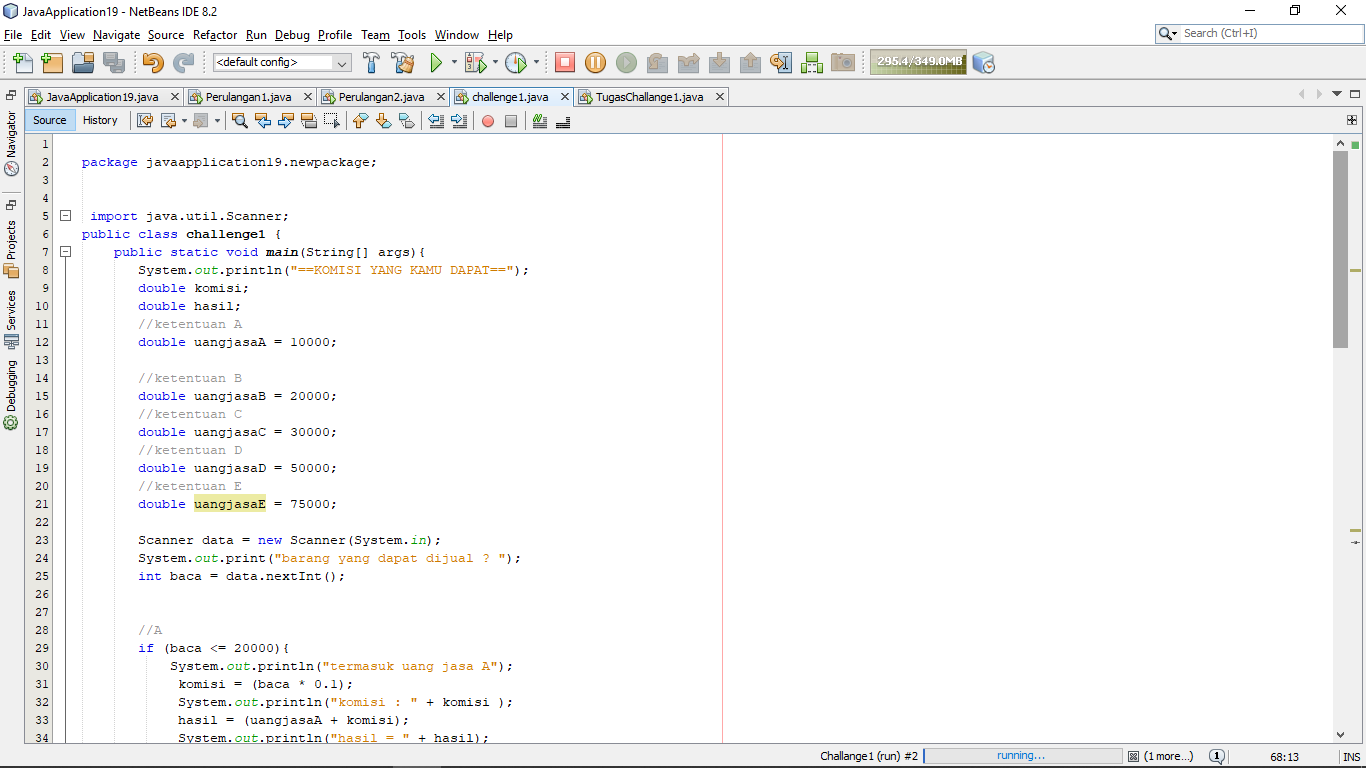 JavaApplication19 - NetBeans IDE 8.2
File Edit View Navigate Source Refactor Run Debug Profile Team Tools Window Help
Search (Ctrl+I)
<default config>
295.4/349.0MB
JavaApplication19.java Perulangan1.java Perulangan2.java challenge1.java TugasChallange1.java
Source History
Navigator
Projects
Services
Debugging
1
2 package javaapplication19.newpackage;
3
4
5 import java.util.Scanner;
6 public class challenge1 {
7 public static void main(String[] args){
8 System.out.println("==KOMISI YANG KAMU DAPAT==");
9 double komisi;
10 double hasil;
11 //ketentuan A
12 double uangjasaA = 10000;
13
14 //ketentuan B
15 double uangjasaB = 20000;
16 //ketentuan C
17 double uangjasaC = 30000;
18 //ketentuan D
19 double uangjasaD = 50000;
20 //ketentuan E
21 double uangjasaE = 75000;
22
23 Scanner data = new Scanner(System.in);
24 System.out.print("barang yang dapat dijual ? ");
25 int baca = data.nextInt();
26
27
28 //A
29 if (baca <= 20000){
30 System.out.println("termasuk uang jasa A");
31 komisi = (baca * 0.1);
32 System.out.println("komisi : " + komisi );
33 hasil = (uangjasaA + komisi);
34 System.out.println("hasil = " + hasil);
Challange1 (run) #2 running... (1 more...) 1 68:13 INS